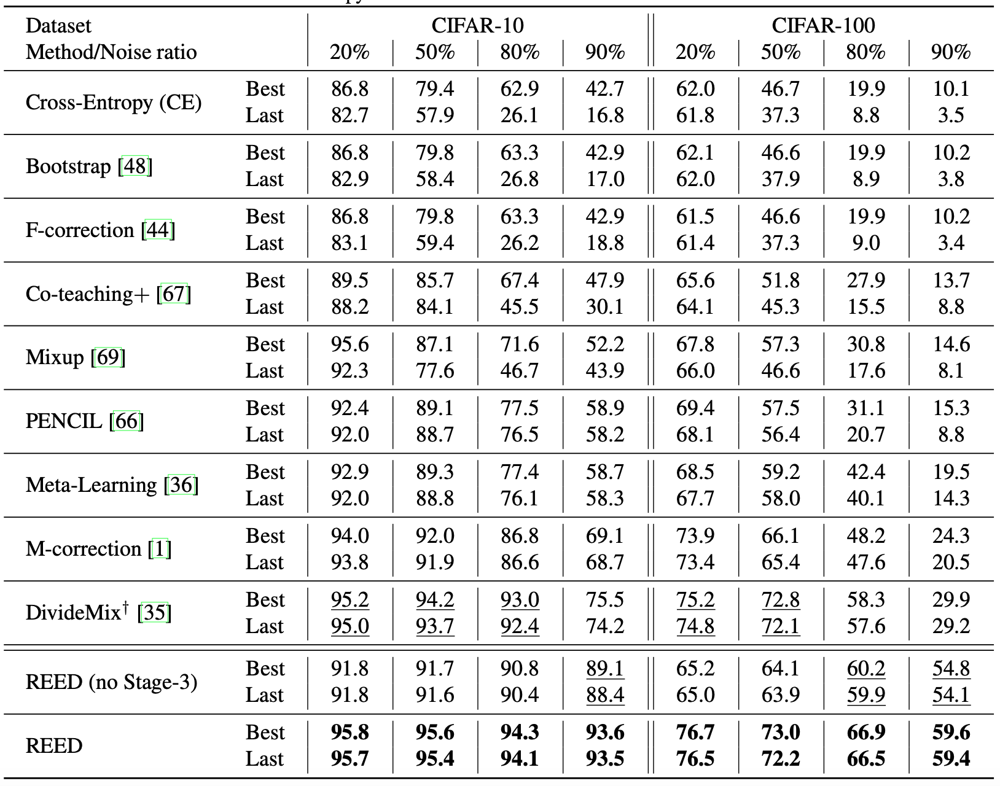 Dataset CIFAR-10 CIFAR-100
Method/Noise ratio 20% 50% 80% 90% 20% 50% 80% 90%
Cross-Entropy (CE) Best 86.8 79.4 62.9 42.7 62.0 46.7 19.9 10.1
Last 82.7 57.9 26.1 16.8 61.8 37.3 8.8 3.5
Bootstrap [48] Best 86.8 79.8 63.3 42.9 62.1 46.6 19.9 10.2
Last 82.9 58.4 26.8 17.0 62.0 37.9 8.9 3.8
F-correction [44] Best 86.8 79.8 63.3 42.9 61.5 46.6 19.9 10.2
Last 83.1 59.4 26.2 18.8 61.4 37.3 9.0 3.4
Co-teaching+ [67] Best 89.5 85.7 67.4 47.9 65.6 51.8 27.9 13.7
Last 88.2 84.1 45.5 30.1 64.1 45.3 15.5 8.8
Mixup [69] Best 95.6 87.1 71.6 52.2 67.8 57.3 30.8 14.6
Last 92.3 77.6 46.7 43.9 66.0 46.6 17.6 8.1
PENCIL [66] Best 92.4 89.1 77.5 58.9 69.4 57.5 31.1 15.3
Last 92.0 88.7 76.5 58.2 68.1 56.4 20.7 8.8
Meta-Learning [36] Best 92.9 89.3 77.4 58.7 68.5 59.2 42.4 19.5
Last 92.0 88.8 76.1 58.3 67.7 58.0 40.1 14.3
M-correction [1] Best 94.0 92.0 86.8 69.1 73.9 66.1 48.2 24.3
Last 93.8 91.9 86.6 68.7 73.4 65.4 47.6 20.5
DivideMix† [35] Best 95.2 94.2 93.0 75.5 75.2 72.8 58.3 29.9
Last 95.0 93.7 92.4 74.2 74.8 72.1 57.6 29.2
REED (no Stage-3) Best 91.8 91.7 90.8 89.1 65.2 64.1 60.2 54.8
Last 91.8 91.6 90.4 88.4 65.0 63.9 59.9 54.1
REED Best 95.8 95.6 94.3 93.6 76.7 73.0 66.9 59.6
Last 95.7 95.4 94.1 93.5 76.5 72.2 66.5 59.4